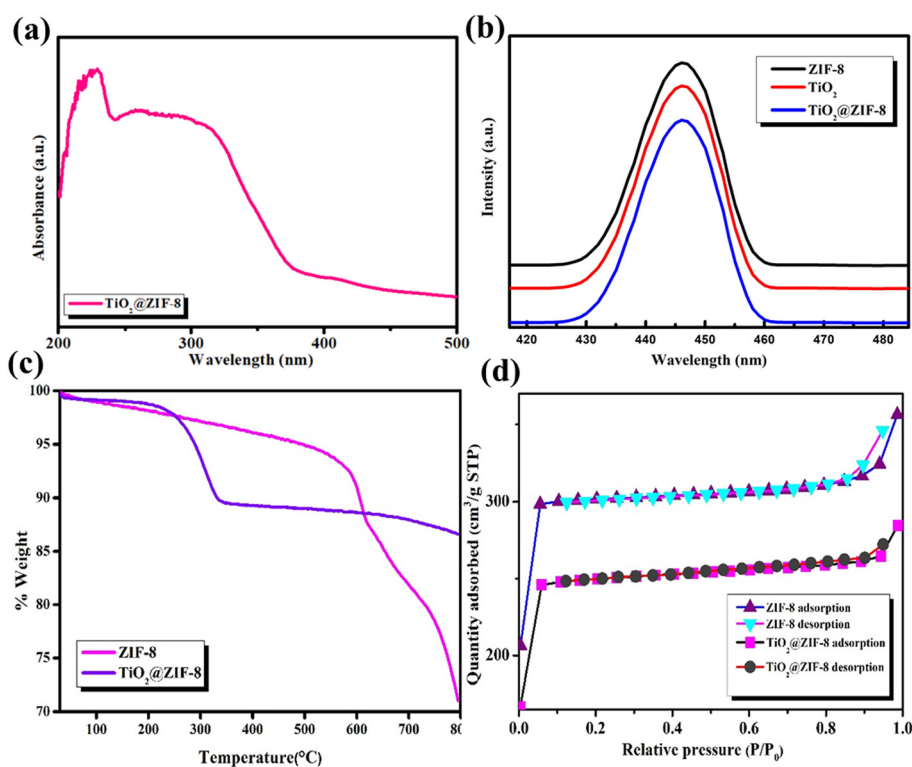 (a)
Absorbance (a.u.)
TiO₂@ZIF-8
200 300 400 500
Wavelength (nm)
(b)
Intensity (a.u.)
ZIF-8
TiO₂
TiO₂@ZIF-8
420 430 440 450 460 470 480
Wavelength (nm)
(c)
% Weight
100
95
90
85
80
75
70
ZIF-8
TiO₂@ZIF-8
100 200 300 400 500 600 700 80
Temperature(°C)
(d)
Quantity adsorbed (cm³/g STP)
300
200
ZIF-8 adsorption
ZIF-8 desorption
TiO₂@ZIF-8 adsorption
TiO₂@ZIF-8 desorption
0.0 0.2 0.4 0.6 0.8 1.0
Relative pressure (P/P₀)